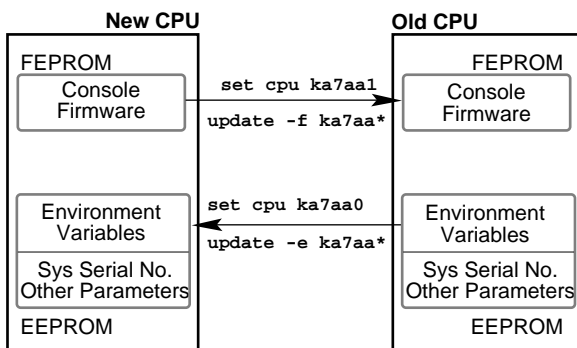 New CPU
Old CPU
FEPROM
FEPROM
Console
Firmware
set cpu ka7aa1
update -f ka7aa*
Console
Firmware
Environment
Variables
Sys Serial No.
Other Parameters
set cpu ka7aa0
update -e ka7aa*
Environment
Variables
Sys Serial No.
Other Parameters
EEPROM
EEPROM